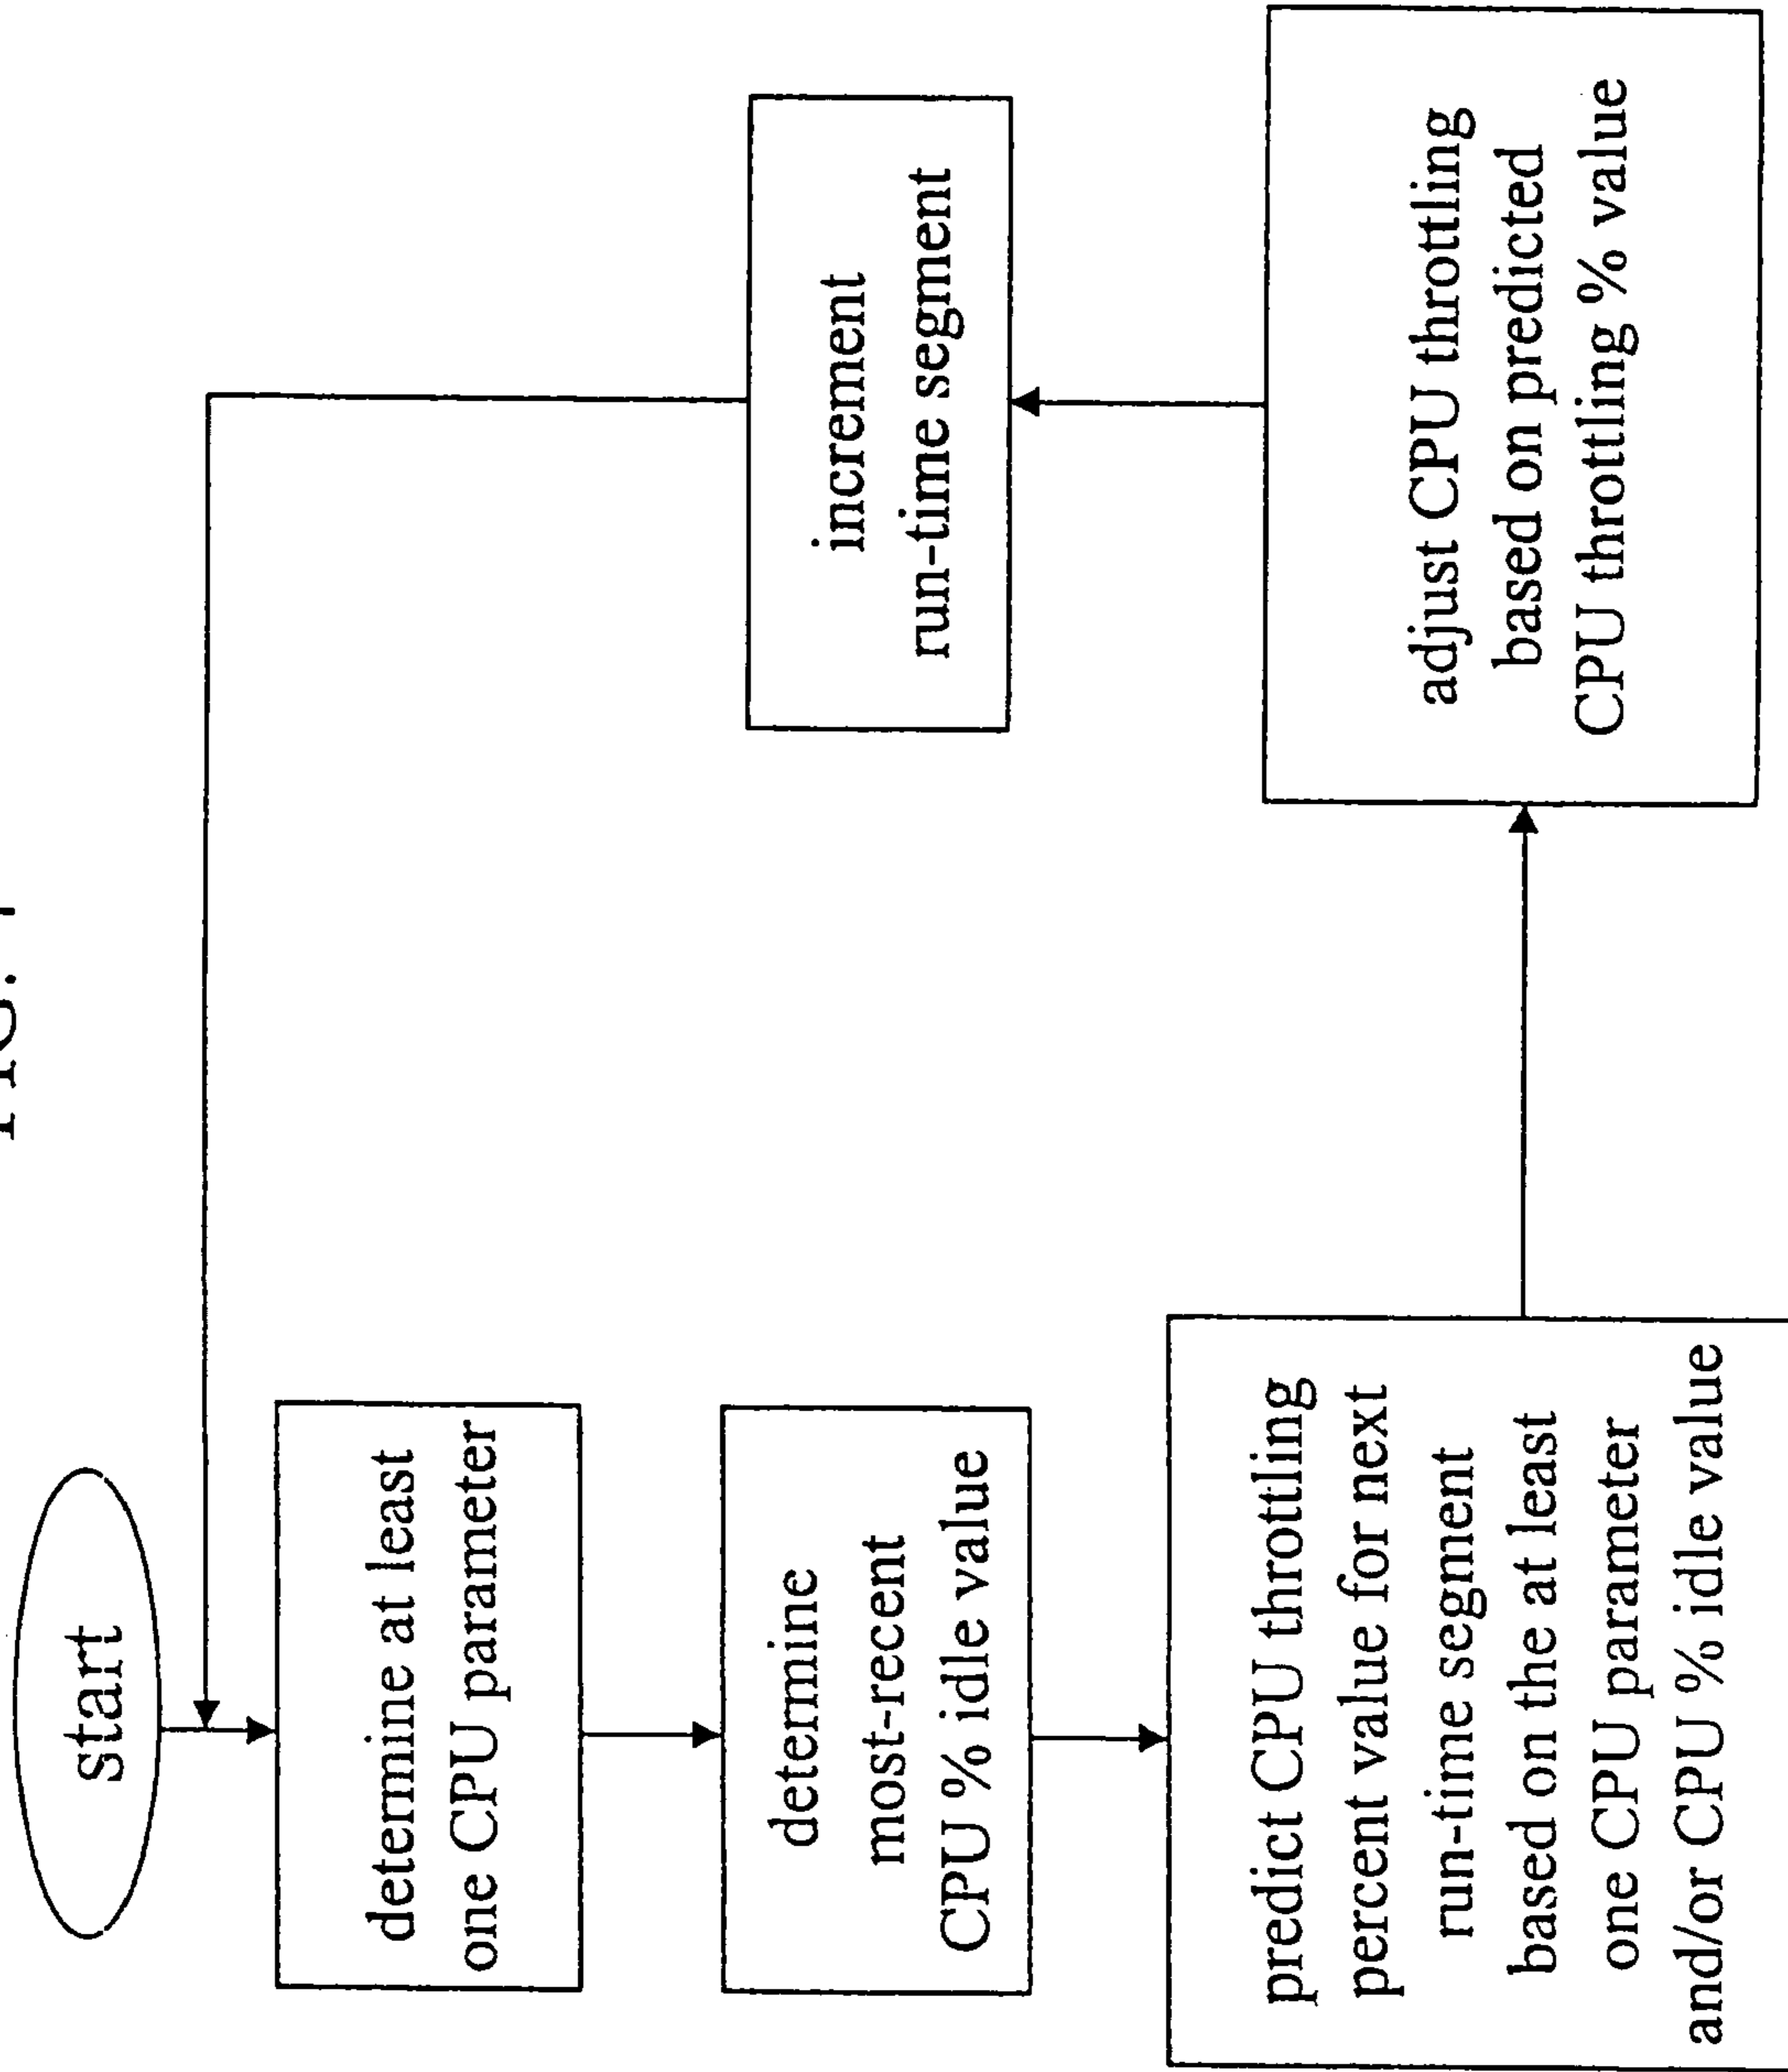 FIG. 1
start
determine at least
one CPU parameter
determine
most-recent
CPU % idle value
predict CPU throttling
percent value for next
run-time segment
based on the at least
one CPU parameter
and/or CPU % idle value
adjust CPU throttling
based on predicted
CPU throttling % value
increment
run-time segment